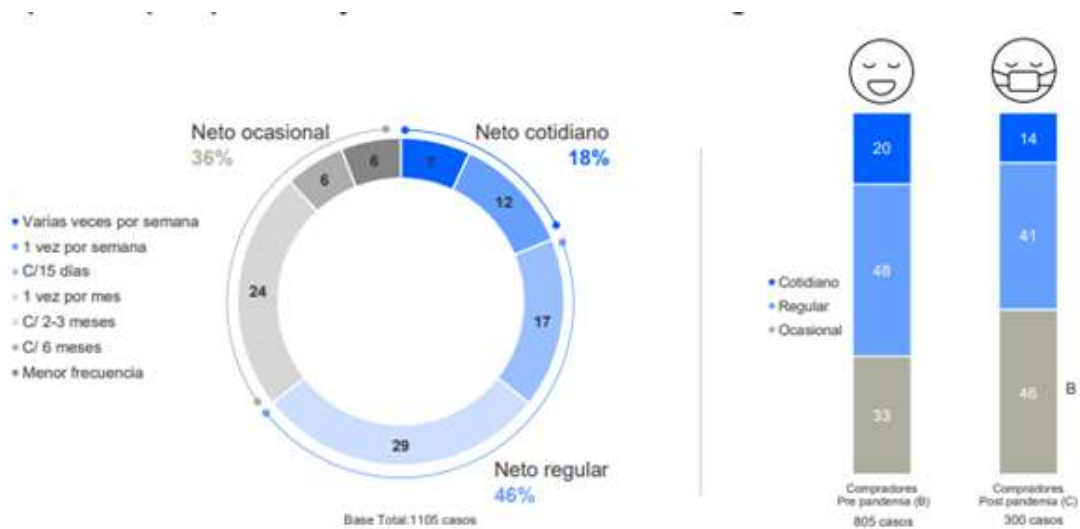 Neto ocasional
36%
Neto cotidiano
18%
6
6
7
12
24
17
29
Varias veces por semana
1 vez por semana
C/15 días
1 vez por mes
C/ 2-3 meses
C/ 6 meses
Menor frecuencia
Neto regular
46%
Base Total:1105 casos
20
14
48
41
33
46
B
Cotidiano
Regular
Ocasional
Compradores
Pre pandemia (B)
805 casos
Compradores
Post pandemia (C)
300 casos